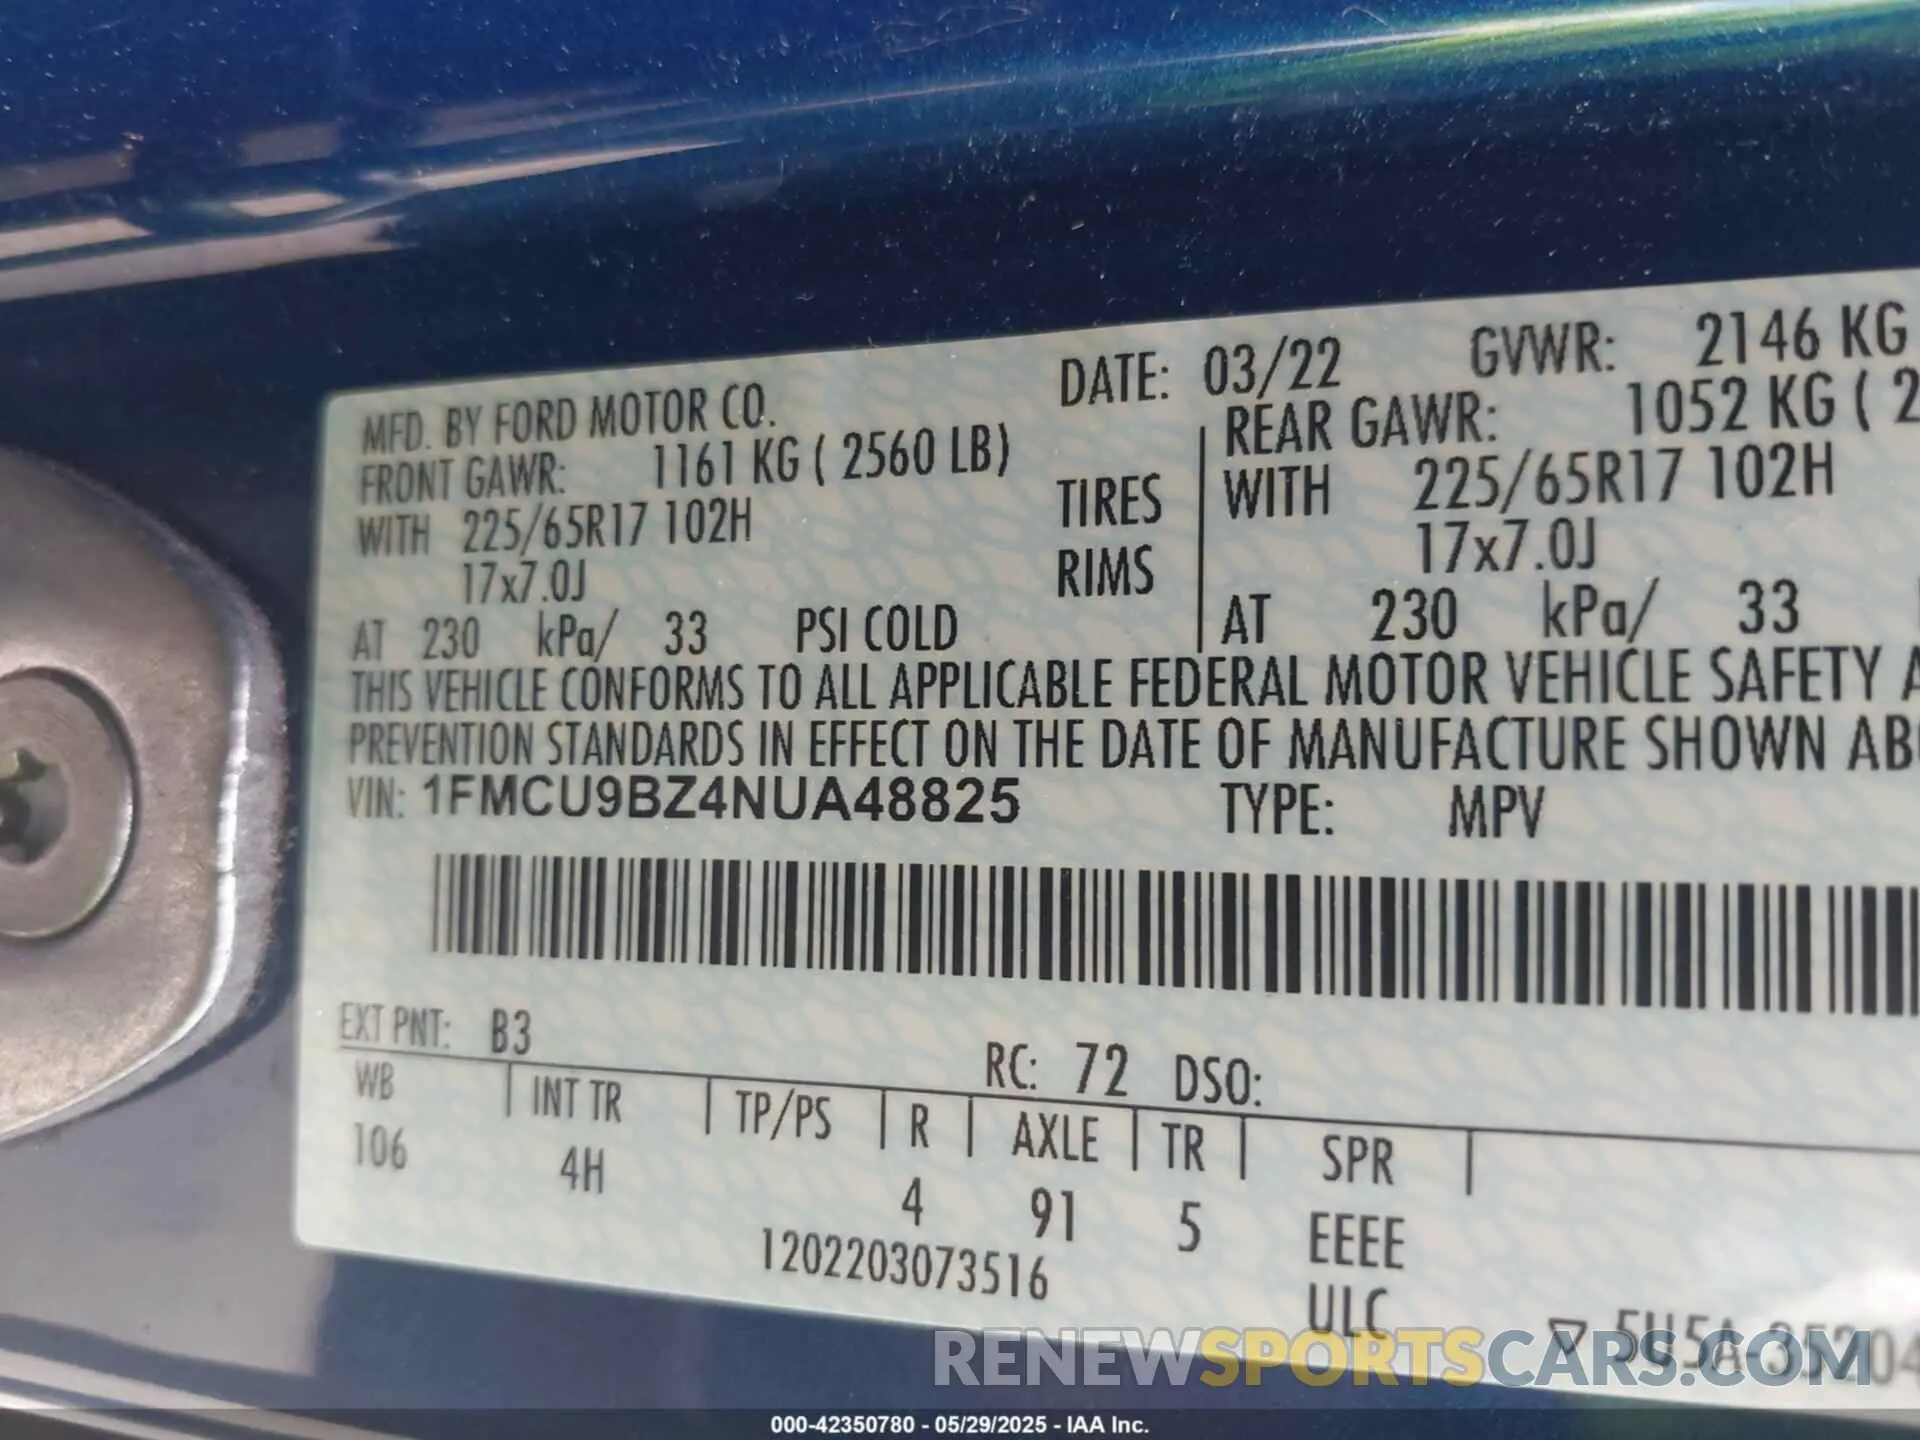 MFD. BY FORD MOTOR CO. DATE: 03/22 GVWR: 2146 KG
FRONT GAWR: 1161 KG ( 2560 LB) REAR GAWR: 1052 KG ( 2
WITH 225/65R17 102H TIRES WITH 225/65R17 102H
17x7.0J RIMS 17x7.0J
AT 230 kPa/ 33 PSI COLD AT 230 kPa/ 33
THIS VEHICLE CONFORMS TO ALL APPLICABLE FEDERAL MOTOR VEHICLE SAFETY A
PREVENTION STANDARDS IN EFFECT ON THE DATE OF MANUFACTURE SHOWN AB
VIN: 1FMCU9BZ4NUA48825 TYPE: MPV
EXT PNT: B3 RC: 72 DSO:
WB INT TR TP/PS R AXLE TR SPR
106 4H 4 91 5 EEEE
1202203073516 ULC
▽ 5U5A-35204
RENEWSPORTSCARS.COM
000-42350780 - 05/29/2025 - IAA Inc.